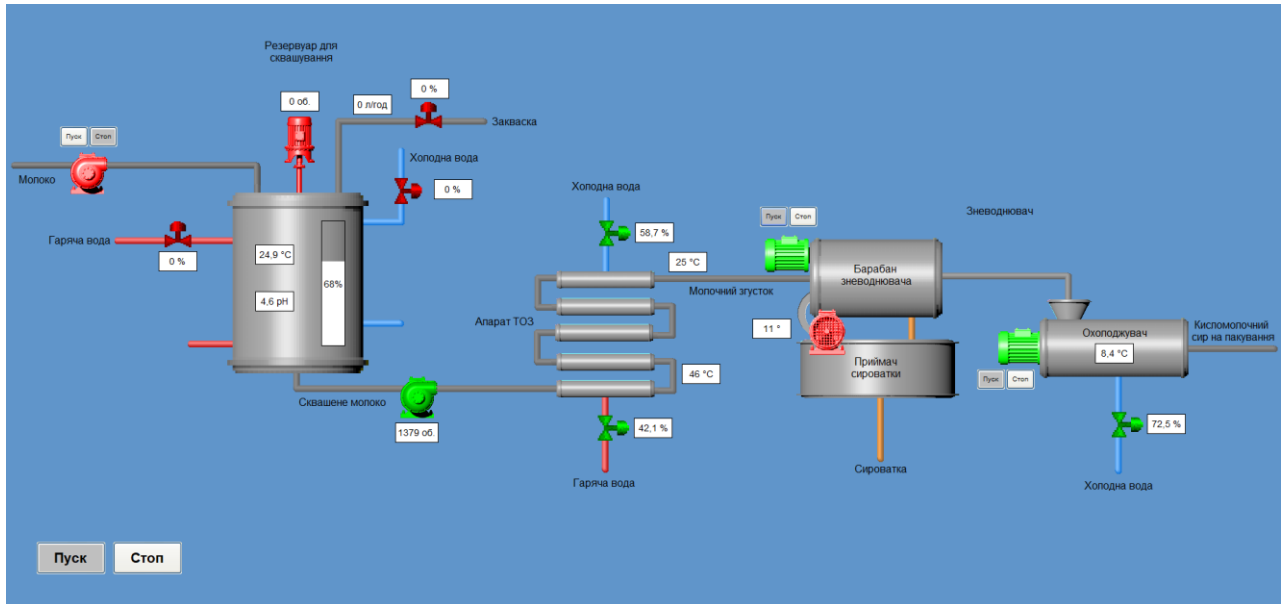 Резервуар для
сквашування
0 %
0 об.
0 л/год
Закваска
Пуск
Стоп
Молоко
Холодна вода
0 %
Гаряча вода
0 %
24,9 °C
68%
4,6 pH
Сквашене молоко
1379 об.
Холодна вода
58,7 %
25 °C
Молочний згусток
Апарат ТОЗ
46 °C
42,1 %
Гаряча вода
Пуск
Стоп
Зневоднювач
Барабан
зневоднювача
11 °
Приймач
сироватки
Сироватка
Охолоджувач
8,4 °C
Кисломолочний
сир на пакування
Пуск
Стоп
72,5 %
Холодна вода
Пуск
Стоп